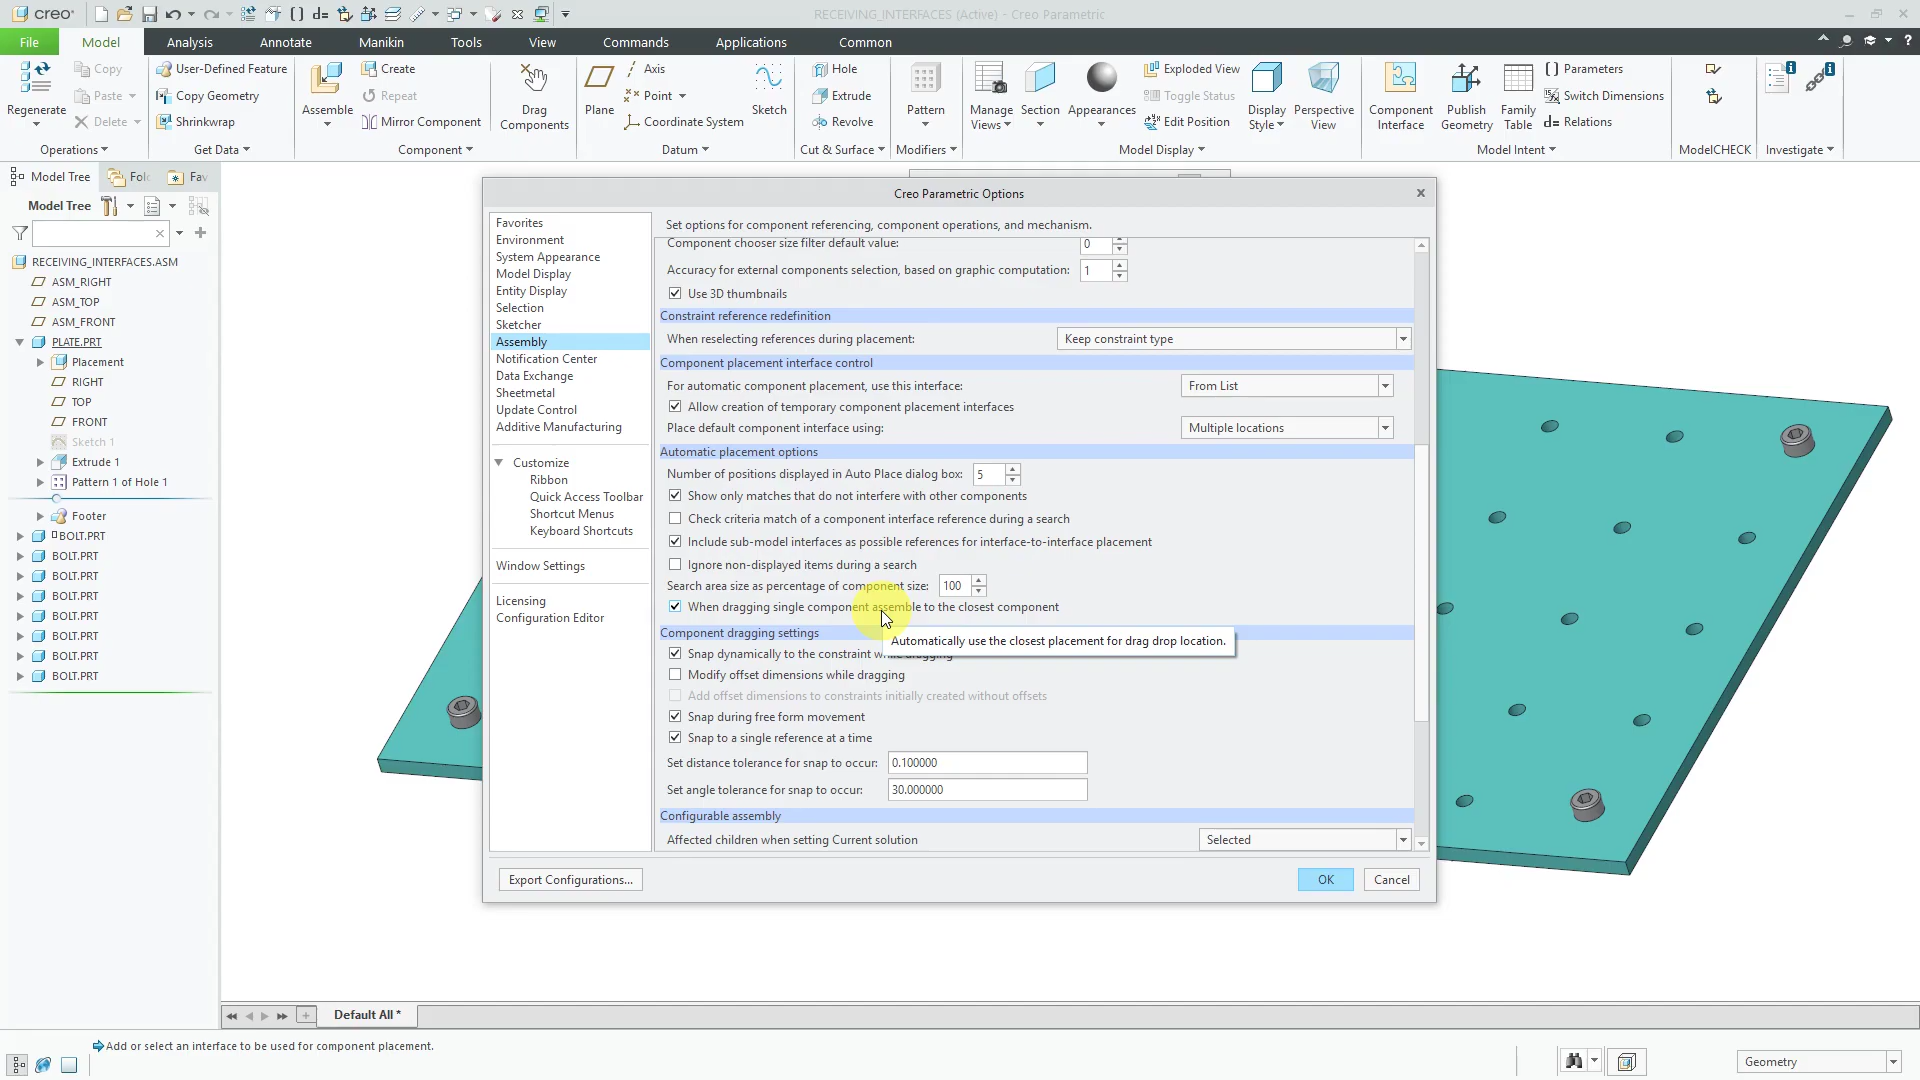 creo
RECEIVING_INTERFACES (Active) - Creo Parametric
File Model Analysis Annotate Manikin Tools View Commands Applications Common
Regenerate
Copy
Paste
Delete
Operations
User-Defined Feature
Copy Geometry
Shrinkwrap
Get Data
Assemble
Create
Repeat
Mirror Component
Drag Components
Component
Plane
Axis
Point
Coordinate System
Sketch
Datum
Hole
Extrude
Revolve
Cut & Surface
Pattern
Modifiers
Manage Views
Section
Appearances
Exploded View
Toggle Status
Edit Position
Display Style
Perspective View
Model Display
Component Interface
Publish Geometry
Family Table
Parameters
Switch Dimensions
Relations
Model Intent
ModelCHECK
Investigate
Model Tree Fol Fav
Model Tree
RECEIVING_INTERFACES.ASM
ASM_RIGHT
ASM_TOP
ASM_FRONT
PLATE.PRT
Placement
RIGHT
TOP
FRONT
Sketch 1
Extrude 1
Pattern 1 of Hole 1
Footer
BOLT.PRT
BOLT.PRT
BOLT.PRT
BOLT.PRT
BOLT.PRT
BOLT.PRT
BOLT.PRT
BOLT.PRT
Creo Parametric Options
Favorites
Environment
System Appearance
Model Display
Entity Display
Selection
Sketcher
Assembly
Notification Center
Data Exchange
Sheetmetal
Update Control
Additive Manufacturing
Customize
Ribbon
Quick Access Toolbar
Shortcut Menus
Keyboard Shortcuts
Window Settings
Licensing
Configuration Editor
Set options for component referencing, component operations, and mechanism.
Component chooser size filter default value: 0
Accuracy for external components selection, based on graphic computation: 1
Use 3D thumbnails
Constraint reference redefinition
When reselecting references during placement: Keep constraint type
Component placement interface control
For automatic component placement, use this interface: From List
Allow creation of temporary component placement interfaces
Place default component interface using: Multiple locations
Automatic placement options
Number of positions displayed in Auto Place dialog box: 5
Show only matches that do not interfere with other components
Check criteria match of a component interface reference during a search
Include sub-model interfaces as possible references for interface-to-interface placement
Ignore non-displayed items during a search
Search area size as percentage of component size: 100
When dragging single component assemble to the closest component
Component dragging settings
Automatically use the closest placement for drag drop location.
Snap dynamically to the constraint while dragging
Modify offset dimensions while dragging
Add offset dimensions to constraints initially created without offsets
Snap during free form movement
Snap to a single reference at a time
Set distance tolerance for snap to occur: 0.100000
Set angle tolerance for snap to occur: 30.000000
Configurable assembly
Affected children when setting Current solution Selected
Export Configurations... OK Cancel
Default All *
Add or select an interface to be used for component placement.
Geometry